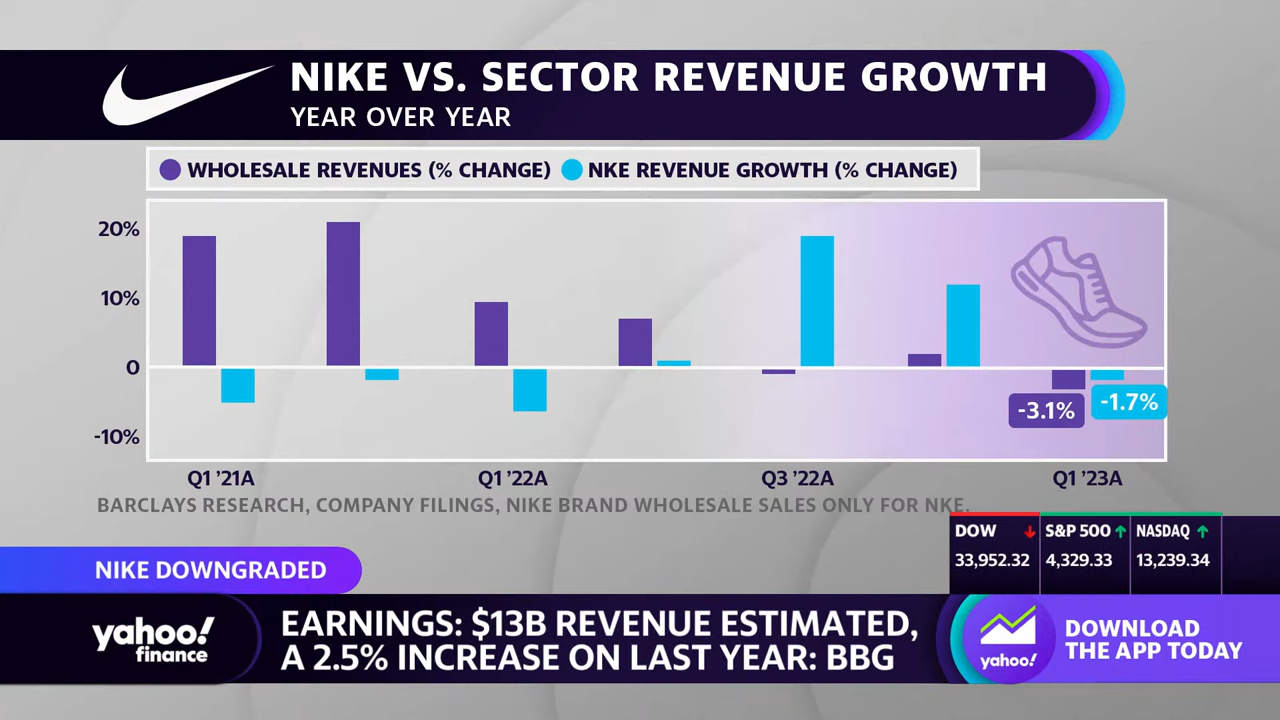 NIKE VS. SECTOR REVENUE GROWTH
YEAR OVER YEAR
WHOLESALE REVENUES (% CHANGE) NKE REVENUE GROWTH (% CHANGE)
20%
10%
0
-10%
-3.1% -1.7%
Q1 ’21A Q1 ’22A Q3 ’22A Q1 ’23A
BARCLAYS RESEARCH, COMPANY FILINGS, NIKE BRAND WHOLESALE SALES ONLY FOR NKE.
DOW S&P 500 NASDAQ
33,952.32 4,329.33 13,239.34
NIKE DOWNGRADED
yahoo!
finance
EARNINGS: $13B REVENUE ESTIMATED,
A 2.5% INCREASE ON LAST YEAR: BBG
yahoo!
DOWNLOAD
THE APP TODAY